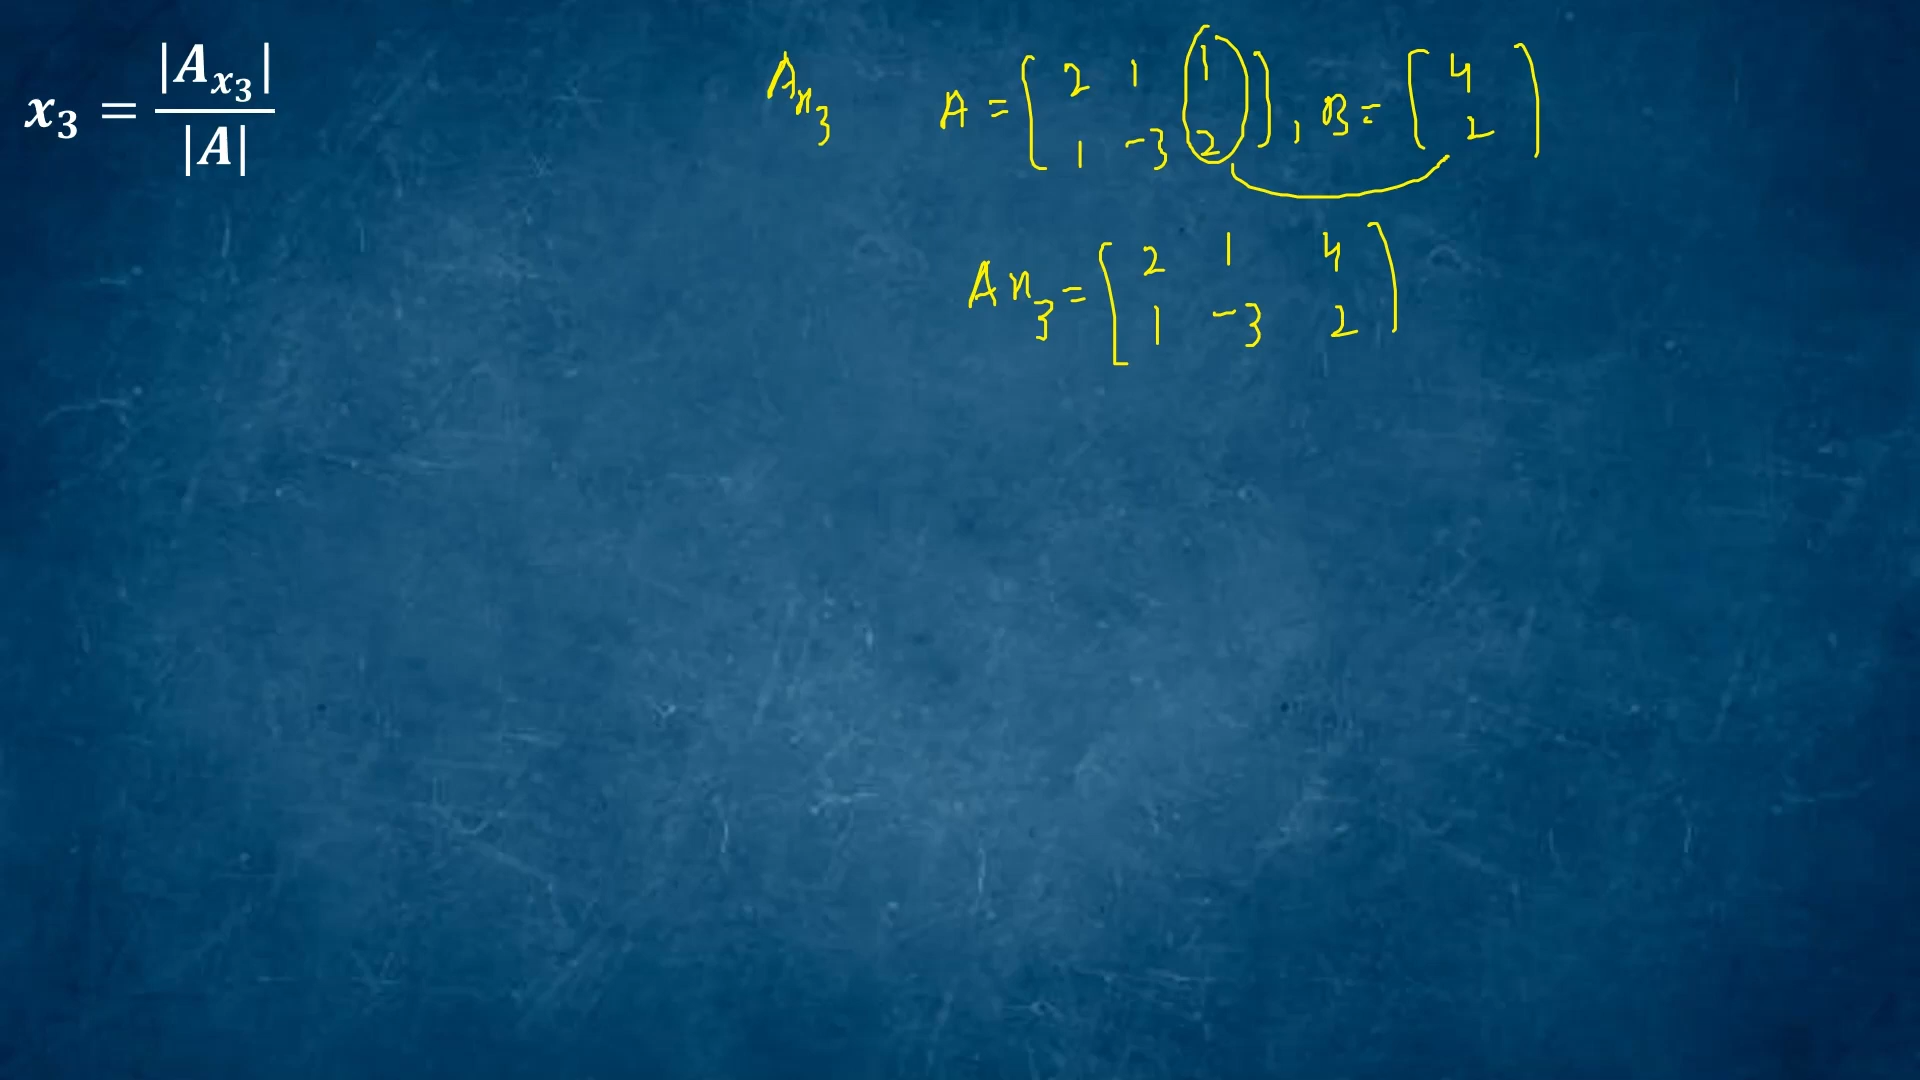 x₃ = |Aₓ₃| / |A|
Aₓ₃
A = [2 1 1
1 -3 2], B = [4
2]
Ax₃ = [2 1 4
1 -3 2]